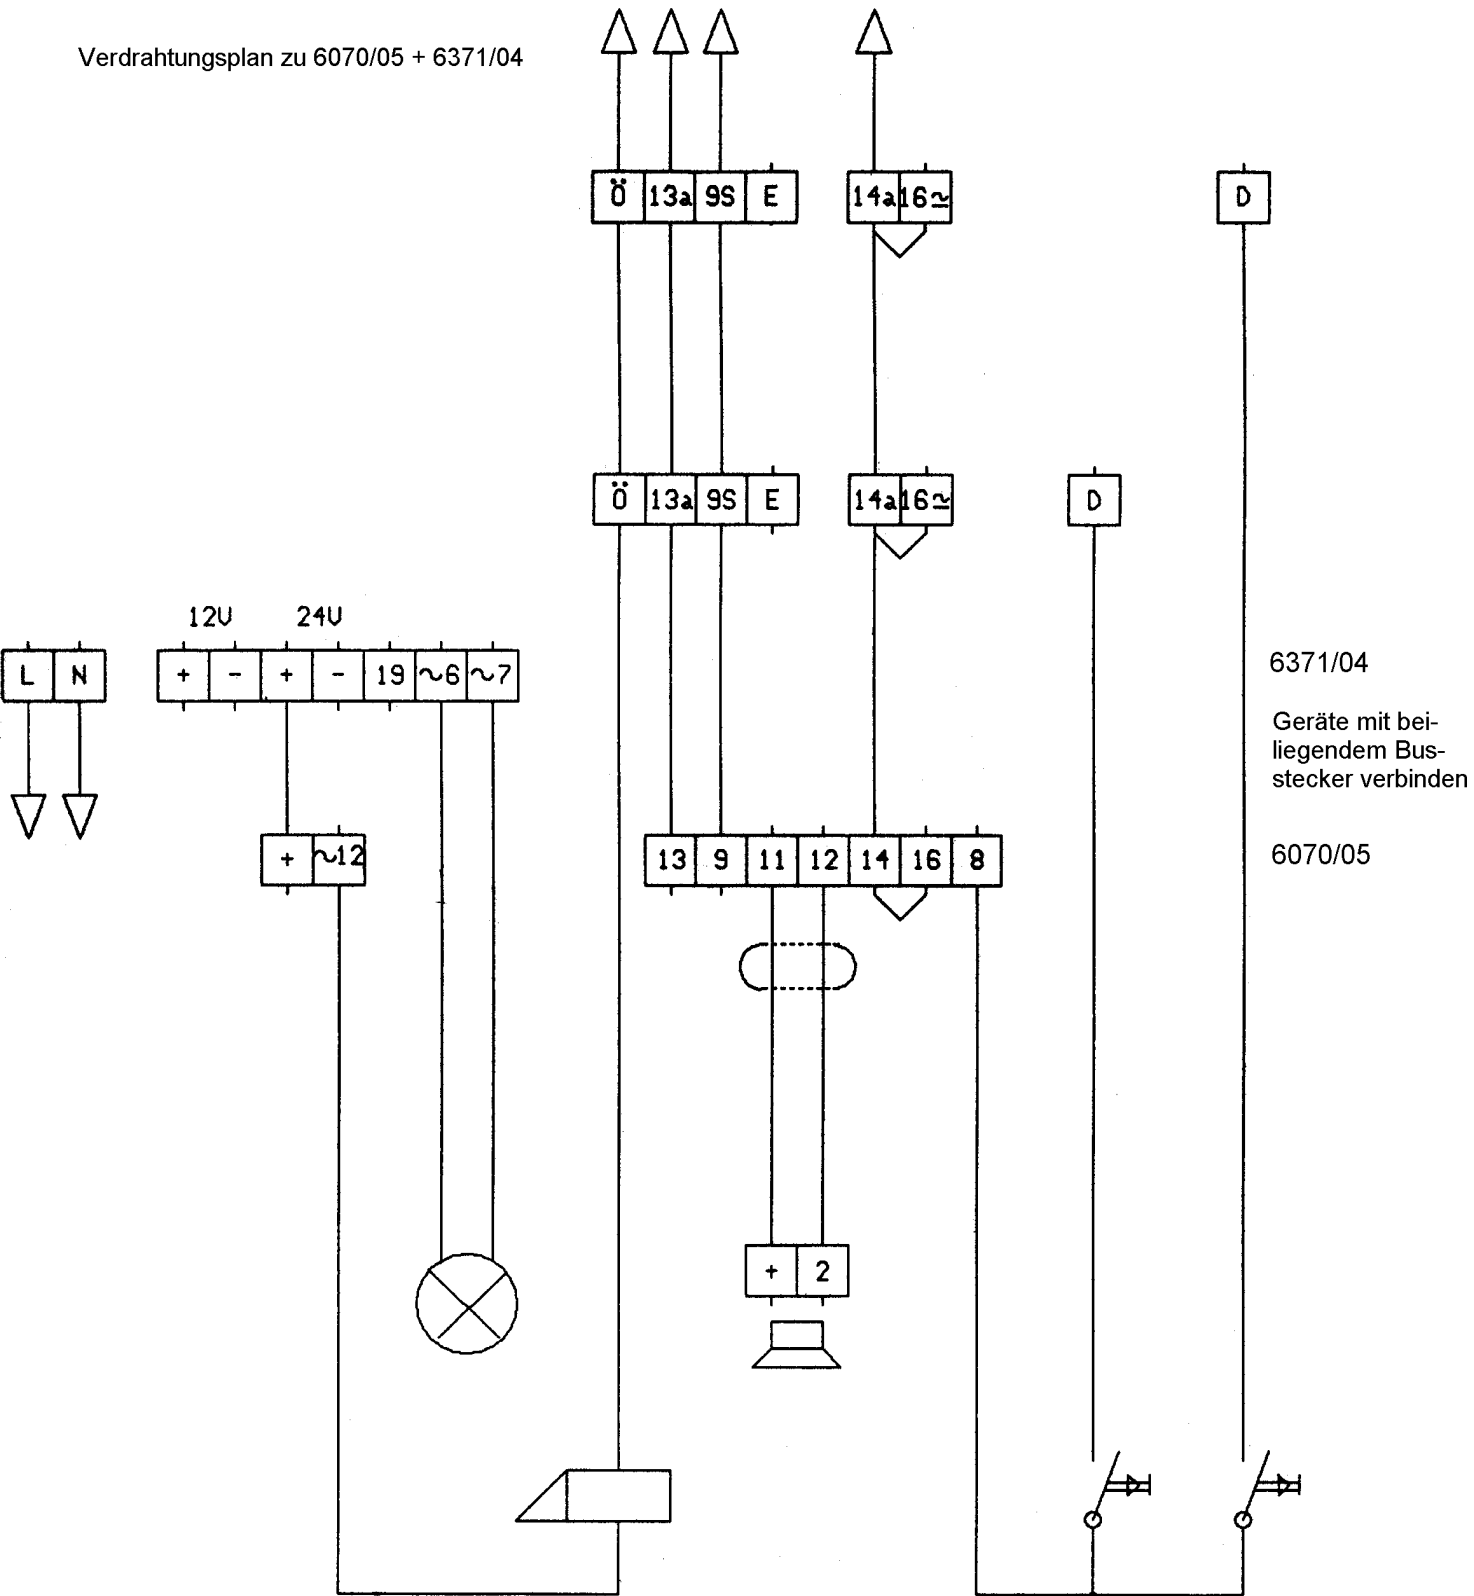 Verdrahtungsplan zu 6070/05 + 6371/04
Ö 13a 9S E 14a 16≃ D
Ö 13a 9S E 14a 16≃ D
12V 24V
L N + - + - 19 ~6 ~7
6371/04
Geräte mit bei-
liegendem Bus-
stecker verbinden
+ ~12 13 9 11 12 14 16 8
6070/05
+ 2